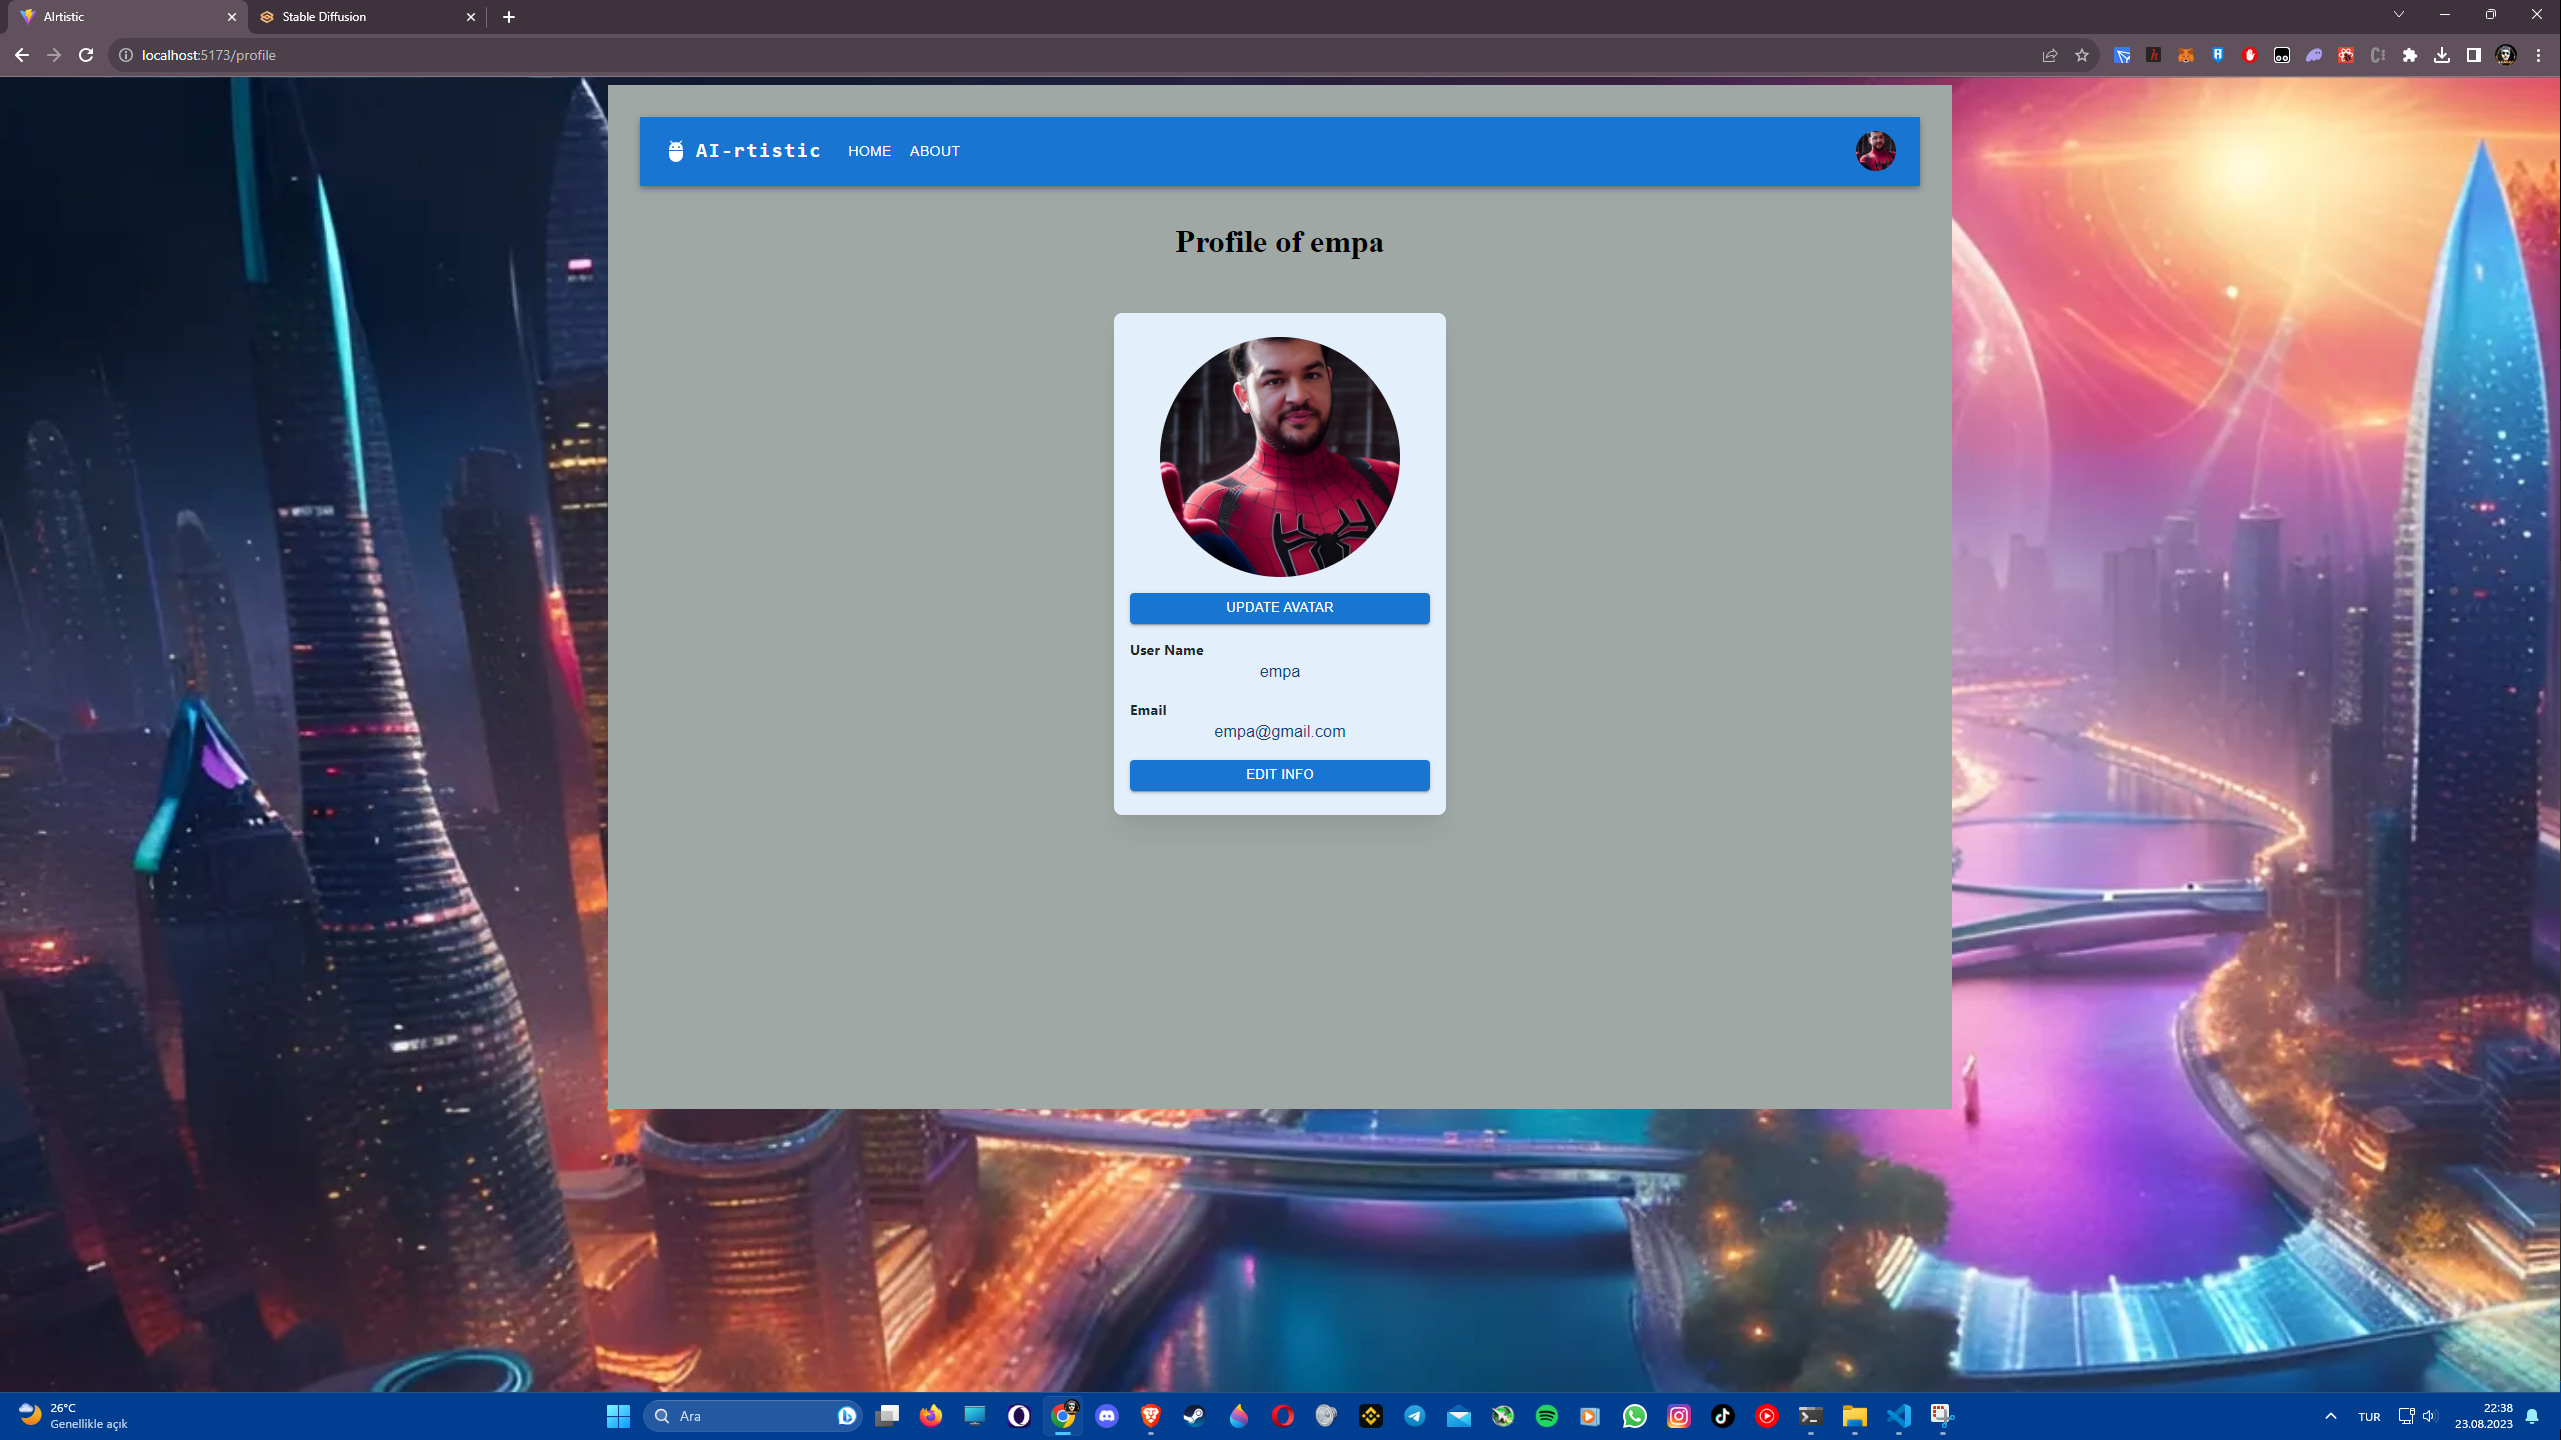 AIrtistic
Stable Diffusion
localhost:5173/profile
AI-rtistic HOME ABOUT
Profile of empa
UPDATE AVATAR
User Name
empa
Email
empa@gmail.com
EDIT INFO
26°C
Genellikle açık
Ara
TUR
22:38
23.08.2023